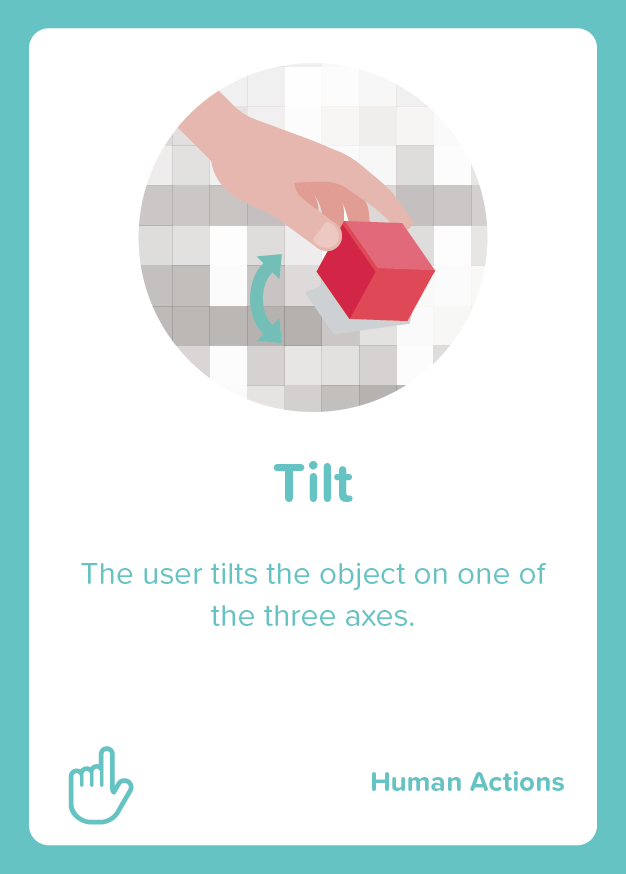 Tilt
The user tilts the object on one of
the three axes.
Human Actions